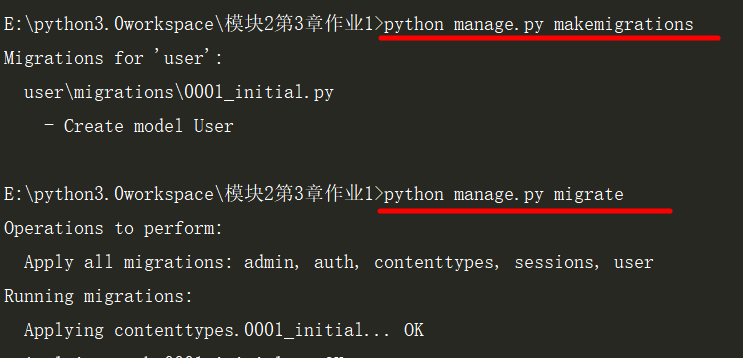 E:\python3.0workspace\模块2第3章作业1>python manage.py makemigrations
Migrations for 'user':
  user\migrations\0001_initial.py
    - Create model User
E:\python3.0workspace\模块2第3章作业1>python manage.py migrate
Operations to perform:
  Apply all migrations: admin, auth, contenttypes, sessions, user
Running migrations:
  Applying contenttypes.0001_initial... OK